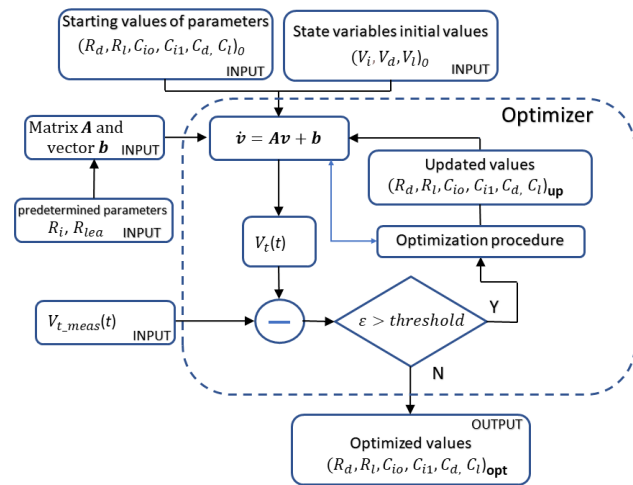 Starting values of parameters
(R_d, R_l, C_io, C_i1, C_d, C_l)_0
INPUT
State variables initial values
(V_i, V_d, V_l)_0
INPUT
Optimizer
Matrix A and
vector b
INPUT
v̇ = Av + b
Updated values
(R_d, R_l, C_io, C_i1, C_d, C_l)_up
predetermined parameters
R_i, R_lea
INPUT
V_t(t)
Optimization procedure
V_t_meas(t)
INPUT
—
ε > threshold
Y
N
OUTPUT
Optimized values
(R_d, R_l, C_io, C_i1, C_d, C_l)_opt